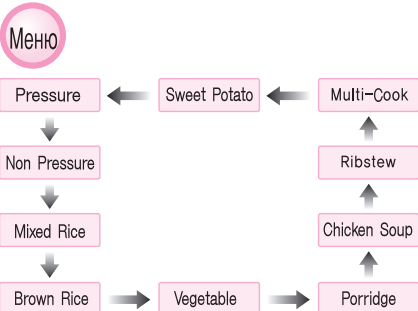 Меню
Pressure
Sweet Potato
Multi-Cook
Non Pressure
Ribstew
Mixed Rice
Chicken Soup
Brown Rice
Vegetable
Porridge